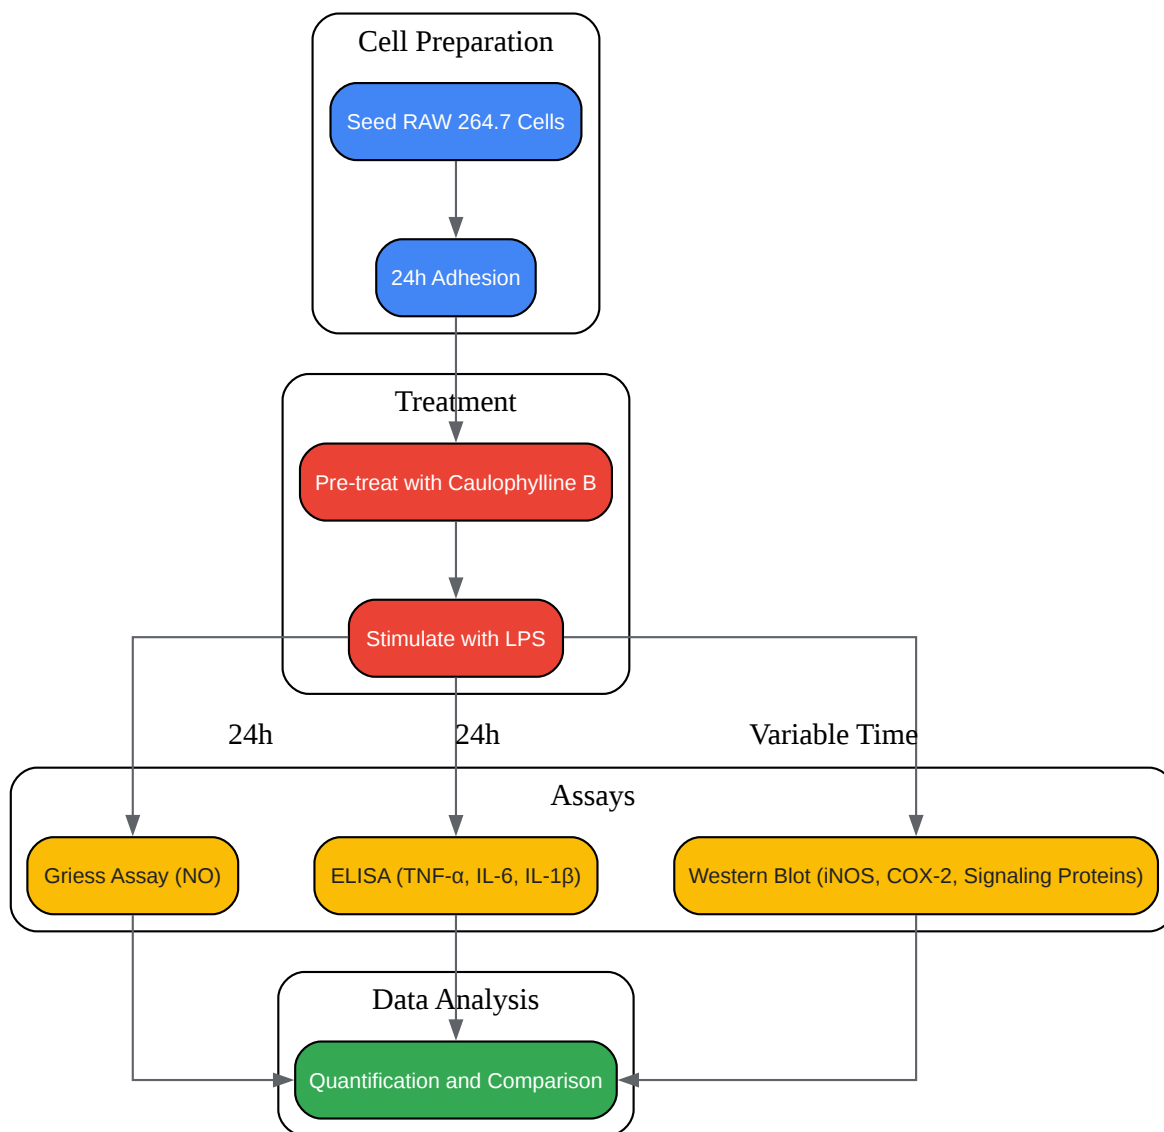 Cell Preparation
Seed RAW 264.7 Cells
24h Adhesion
Treatment
Pre-treat with Caulophylline B
Stimulate with LPS
24h
24h
Variable Time
Assays
Griess Assay (NO)
ELISA (TNF-α, IL-6, IL-1β)
Western Blot (iNOS, COX-2, Signaling Proteins)
Data Analysis
Quantification and Comparison